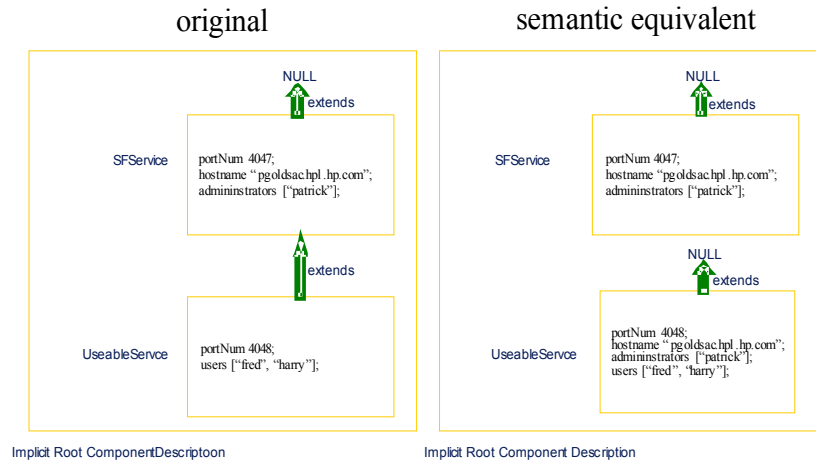 original
NULL
extends
SFService
portNum 4047;
hostname “pgoldsac.hpl.hp.com”;
admininstrators [“patrick”];
extends
UseableServce
portNum 4048;
users [“fred”, “harry”];
Implicit Root ComponentDescriptoon
semantic equivalent
NULL
extends
SFService
portNum 4047;
hostname “pgoldsac.hpl.hp.com”;
admininstrators [“patrick”];
NULL
extends
UseableServce
portNum 4048;
hostname “pgoldsac.hpl.hp.com”;
admininstrators [“patrick”];
users [“fred”, “harry”];
Implicit Root Component Description